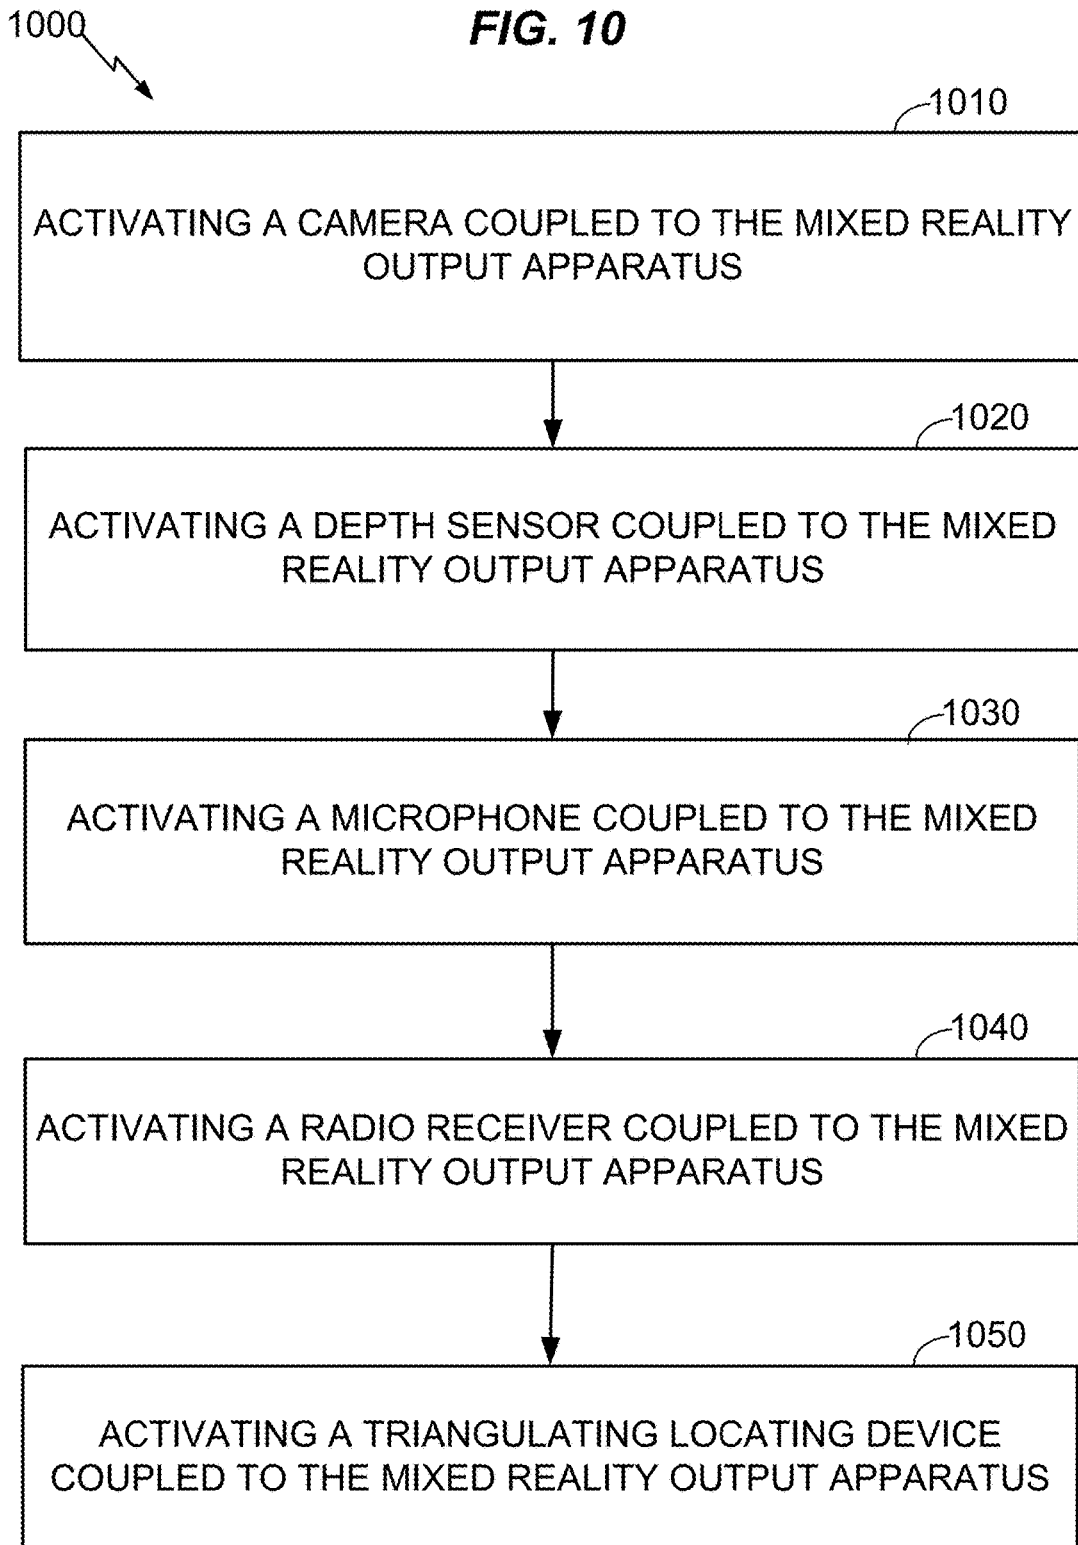 1000
FIG. 10
1010
ACTIVATING A CAMERA COUPLED TO THE MIXED REALITY
OUTPUT APPARATUS
1020
ACTIVATING A DEPTH SENSOR COUPLED TO THE MIXED
REALITY OUTPUT APPARATUS
1030
ACTIVATING A MICROPHONE COUPLED TO THE MIXED
REALITY OUTPUT APPARATUS
1040
ACTIVATING A RADIO RECEIVER COUPLED TO THE MIXED
REALITY OUTPUT APPARATUS
1050
ACTIVATING A TRIANGULATING LOCATING DEVICE
COUPLED TO THE MIXED REALITY OUTPUT APPARATUS